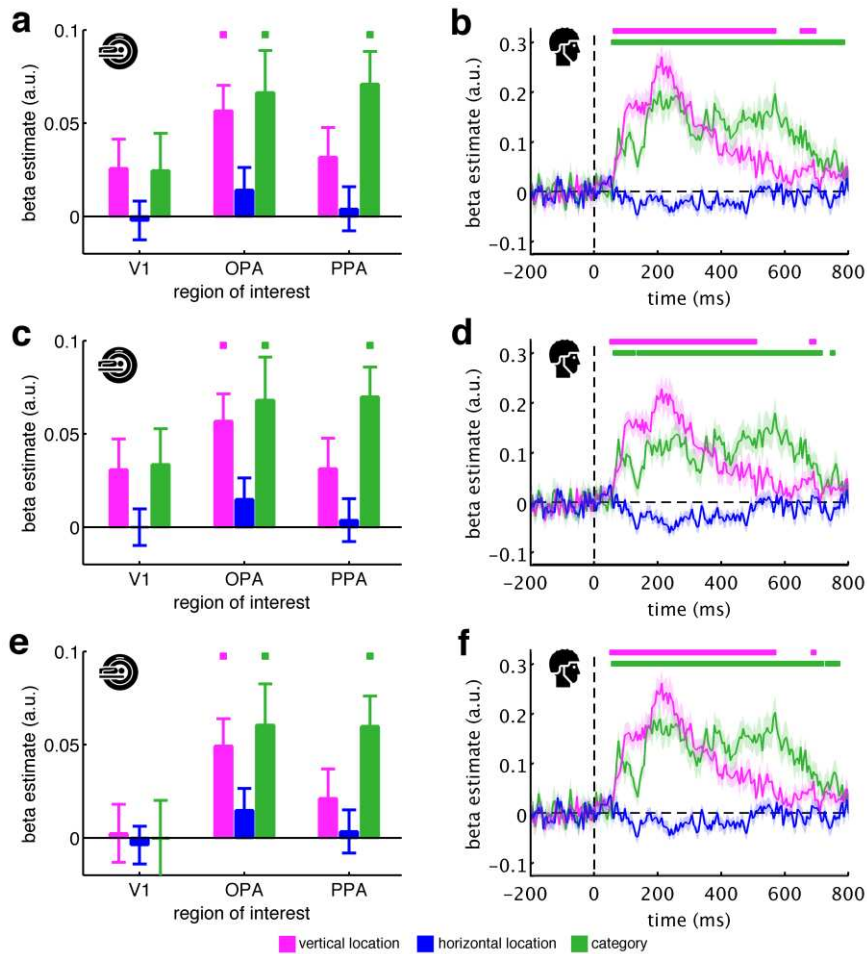 a
0.1
0.05
0
beta estimate (a.u.)
V1 OPA PPA
region of interest
b
0.3
0.2
0.1
0
-0.1
beta estimate (a.u.)
-200 0 200 400 600 800
time (ms)
c
0.1
0.05
0
beta estimate (a.u.)
V1 OPA PPA
region of interest
d
0.3
0.2
0.1
0
-0.1
beta estimate (a.u.)
-200 0 200 400 600 800
time (ms)
e
0.1
0.05
0
beta estimate (a.u.)
V1 OPA PPA
region of interest
f
0.3
0.2
0.1
0
-0.1
beta estimate (a.u.)
-200 0 200 400 600 800
time (ms)
vertical location horizontal location category